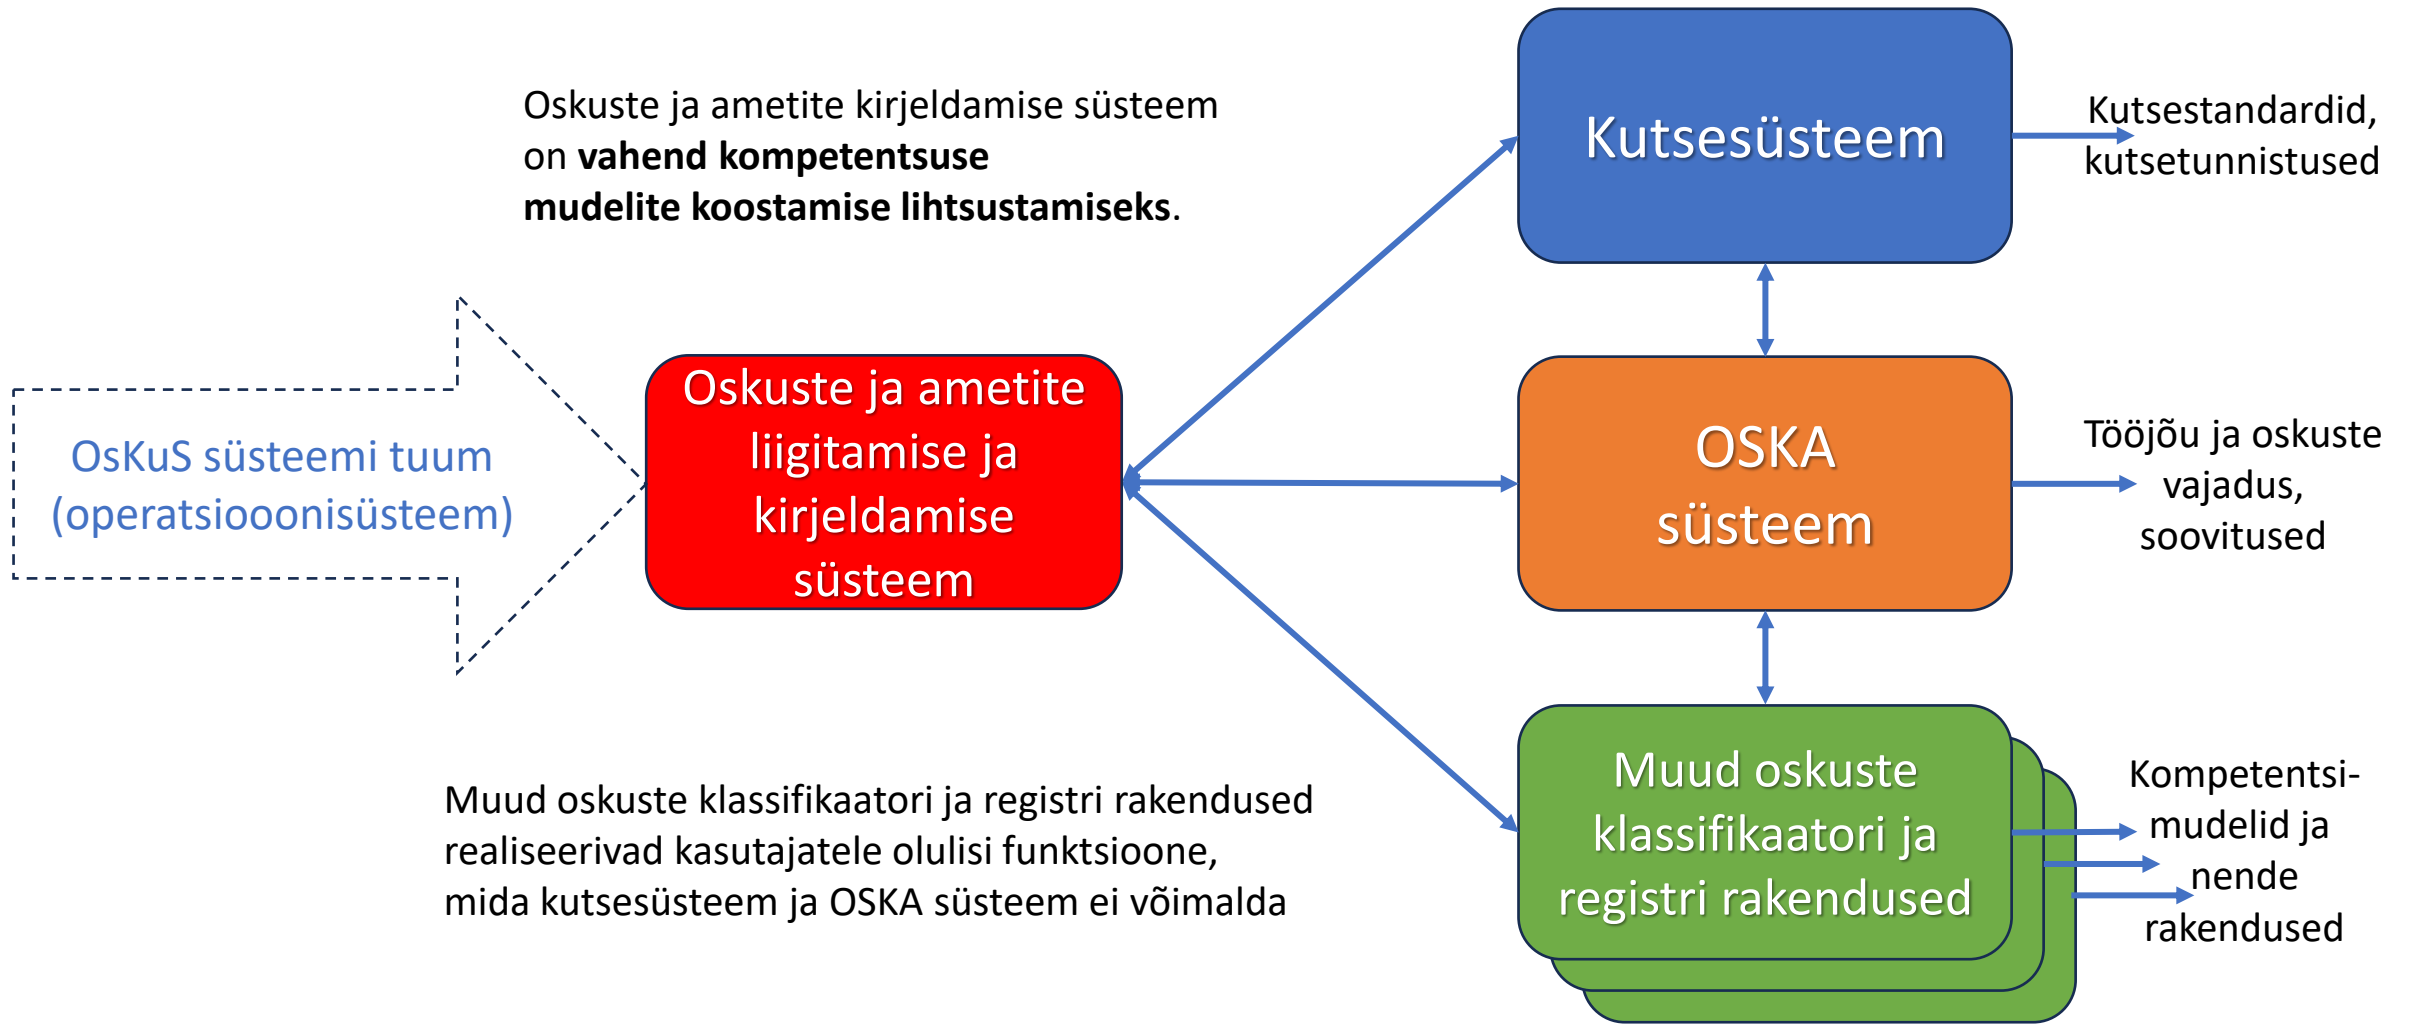 Oskuste ja ametite kirjeldamise süsteem
on vahend kompetentsuse
mudelite koostamise lihtsustamiseks.
OsKuS süsteemi tuum
(operatsiooonisüsteem)
Oskuste ja ametite
liigitamise ja
kirjeldamise
süsteem
Muud oskuste klassifikaatori ja registri rakendused
realiseerivad kasutajatele olulisi funktsioone,
mida kutsesüsteem ja OSKA süsteem ei võimalda
Kutsesüsteem
Kutsestandardid,
kutsetunnistused
OSKA
süsteem
Tööjõu ja oskuste
vajadus,
soovitused
Muud oskuste
klassifikaatori ja
registri rakendused
Kompetentsi-
mudelid ja
nende
rakendused